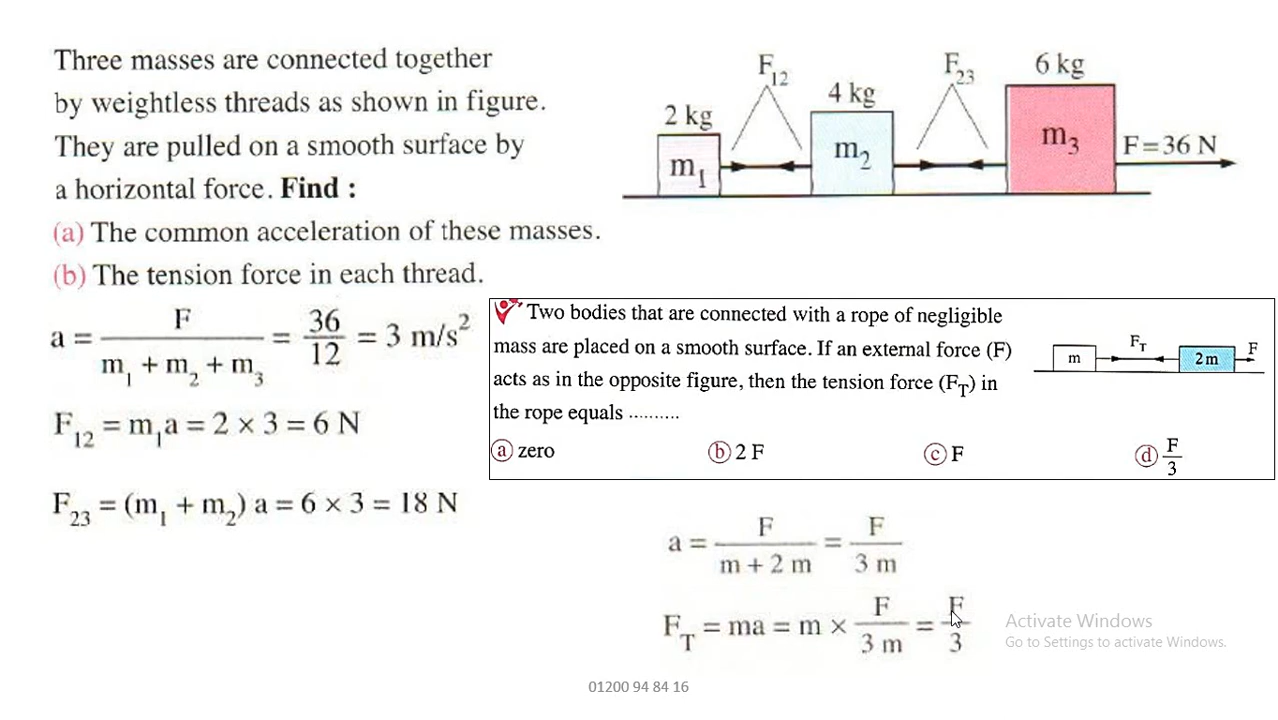 Three masses are connected together
by weightless threads as shown in figure.
They are pulled on a smooth surface by
a horizontal force. Find :
(a) The common acceleration of these masses.
(b) The tension force in each thread.
2 kg
F₁₂
4 kg
F₂₃
6 kg
m₁
m₂
m₃
F = 36 N
a = F / (m₁ + m₂ + m₃) = 36/12 = 3 m/s²
F₁₂ = m₁a = 2 × 3 = 6 N
F₂₃ = (m₁ + m₂) a = 6 × 3 = 18 N
Two bodies that are connected with a rope of negligible
mass are placed on a smooth surface. If an external force (F)
acts as in the opposite figure, then the tension force (F_T) in
the rope equals ..........
m
F_T
2m
F
a zero
b 2 F
c F
d F/3
a = F / (m + 2 m) = F / 3 m
F_T = ma = m × F / 3 m = F / 3
Activate Windows
Go to Settings to activate Windows.
01200 94 84 16